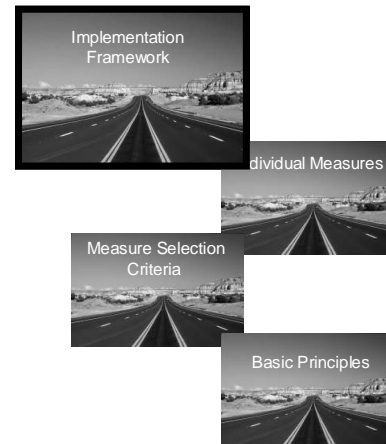 Implementation
Framework
dividual Measures
Measure Selection
Criteria
Basic Principles